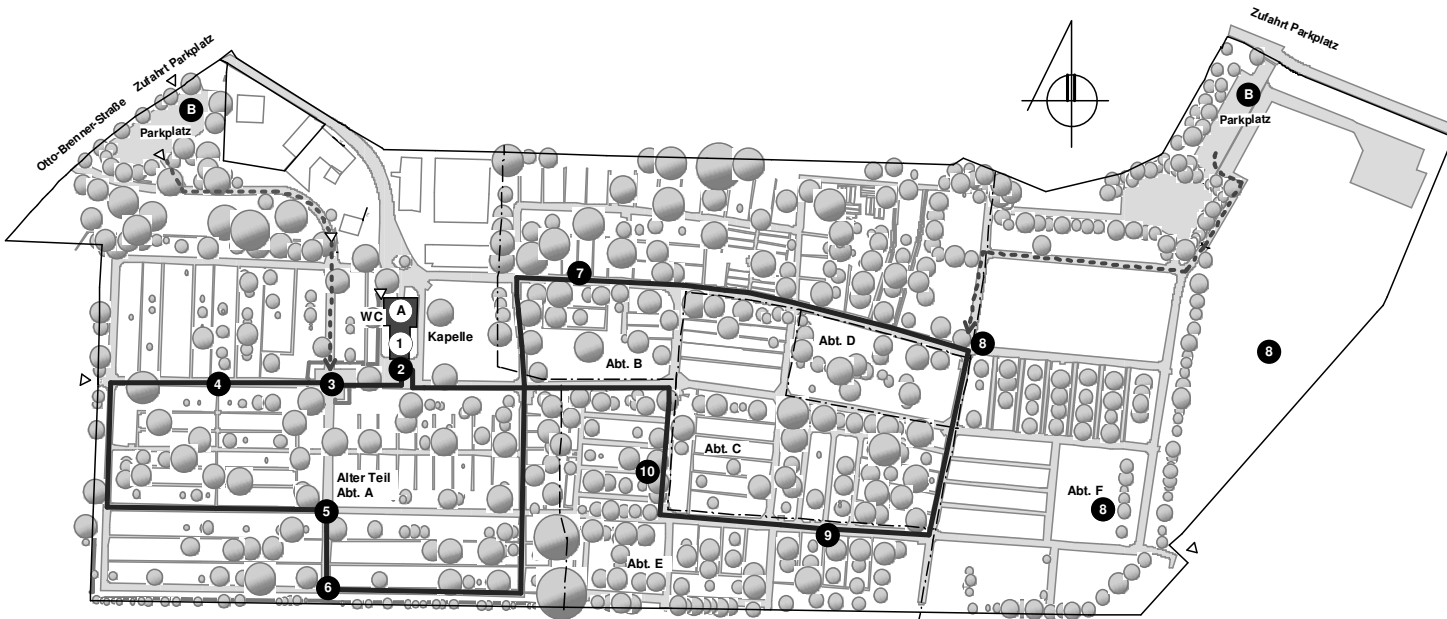 Zufahrt Parkplatz
Otto-Brenner-Straße
B
Parkplatz
Zufahrt Parkplatz
B
Parkplatz
WC
A
1
Kapelle
2
3
4
5
6
7
8
8
8
9
10
Alter Teil
Abt. A
Abt. B
Abt. C
Abt. D
Abt. E
Abt. F